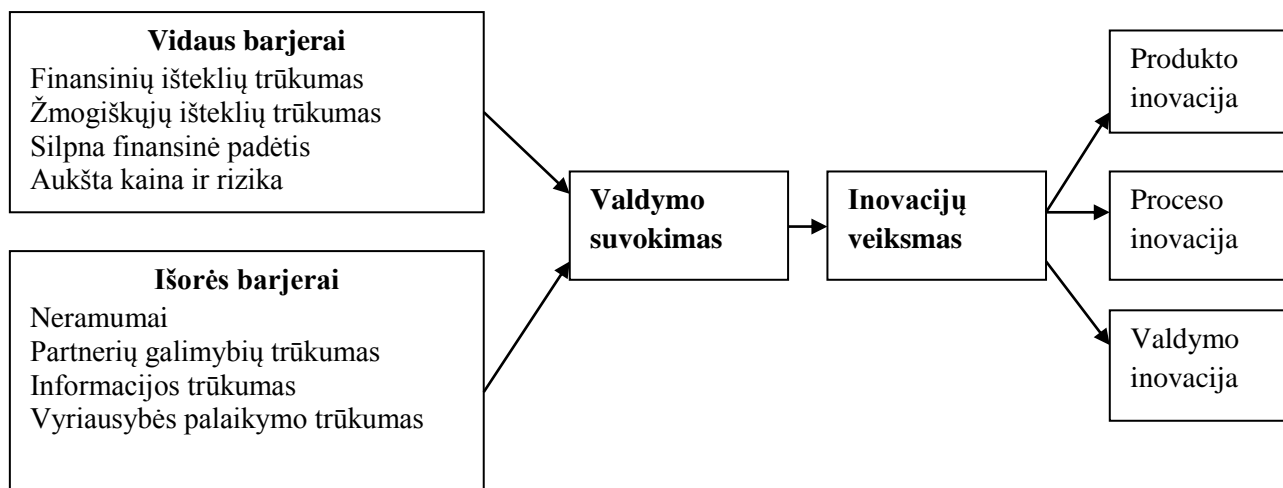 Vidaus barjerai
Finansinių išteklių trūkumas
Žmogiškųjų išteklių trūkumas
Silpna finansinė padėtis
Aukšta kaina ir rizika
Išorės barjerai
Neramumai
Partnerių galimybių trūkumas
Informacijos trūkumas
Vyriausybės palaikymo trūkumas
Valdymo
suvokimas
Inovacijų
veiksmas
Produkto
inovacija
Proceso
inovacija
Valdymo
inovacija